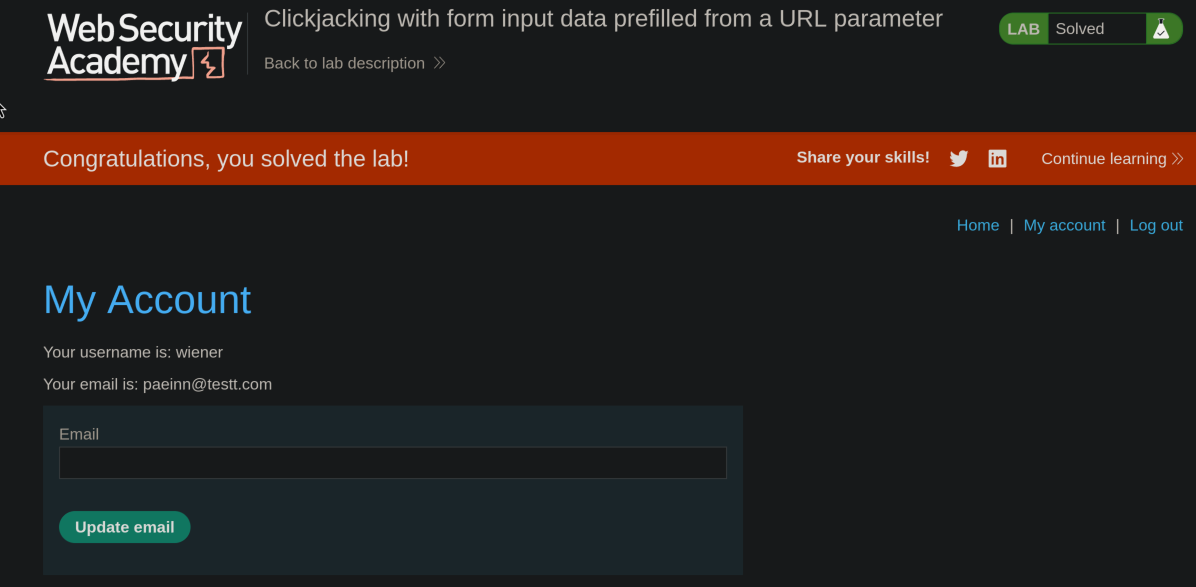 Web Security
Academy
Clickjacking with form input data prefilled from a URL parameter
Back to lab description
LAB Solved
Congratulations, you solved the lab!
Share your skills!
in
Continue learning
Home | My account | Log out
My Account
Your username is: wiener
Your email is: paeinn@testt.com
Email
Update email